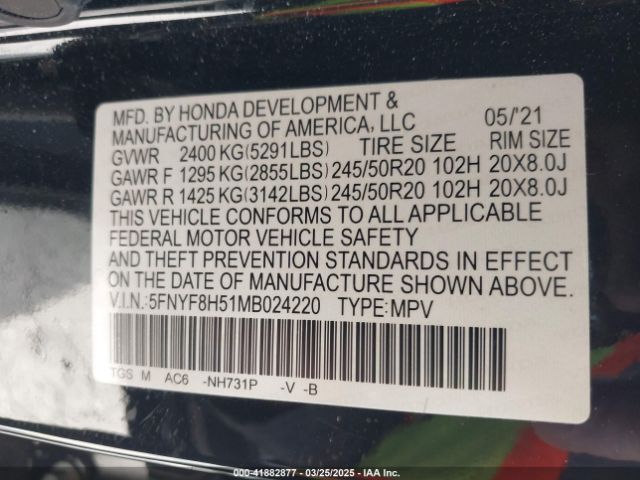 MFD. BY HONDA DEVELOPMENT & 05/'21
MANUFACTURING OF AMERICA, LLC
GVWR 2400 KG(5291LBS) TIRE SIZE RIM SIZE
GAWR F 1295 KG(2855LBS) 245/50R20 102H 20X8.0J
GAWR R 1425 KG(3142LBS) 245/50R20 102H 20X8.0J
THIS VEHICLE CONFORMS TO ALL APPLICABLE
FEDERAL MOTOR VEHICLE SAFETY
AND THEFT PREVENTION STANDARDS IN EFFECT
ON THE DATE OF MANUFACTURE SHOWN ABOVE.
V.I.N.:5FNYF8H51MB024220 TYPE:MPV
TGS M AC6 -NH731P -V -B
©-41882877 — 03/25/2025 — IAA Inc.